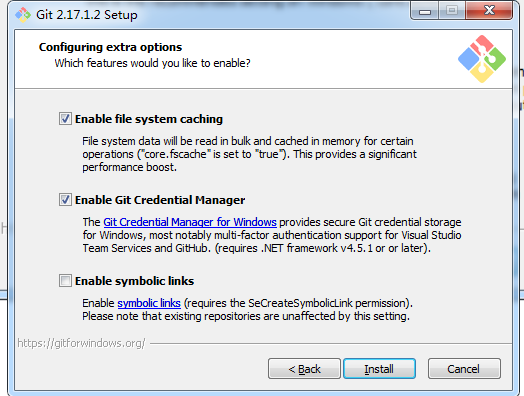 Git 2.17.1.2 Setup
Configuring extra options
Which features would you like to enable?
Enable file system caching
File system data will be read in bulk and cached in memory for certain
operations ("core.fscache" is set to "true"). This provides a significant
performance boost.
Enable Git Credential Manager
The Git Credential Manager for Windows provides secure Git credential storage
for Windows, most notably multi-factor authentication support for Visual Studio
Team Services and GitHub. (requires .NET framework v4.5.1 or or later).
Enable symbolic links
Enable symbolic links (requires the SeCreateSymbolicLink permission).
Please note that existing repositories are unaffected by this setting.
https://gitforwindows.org/
< Back
Install
Cancel